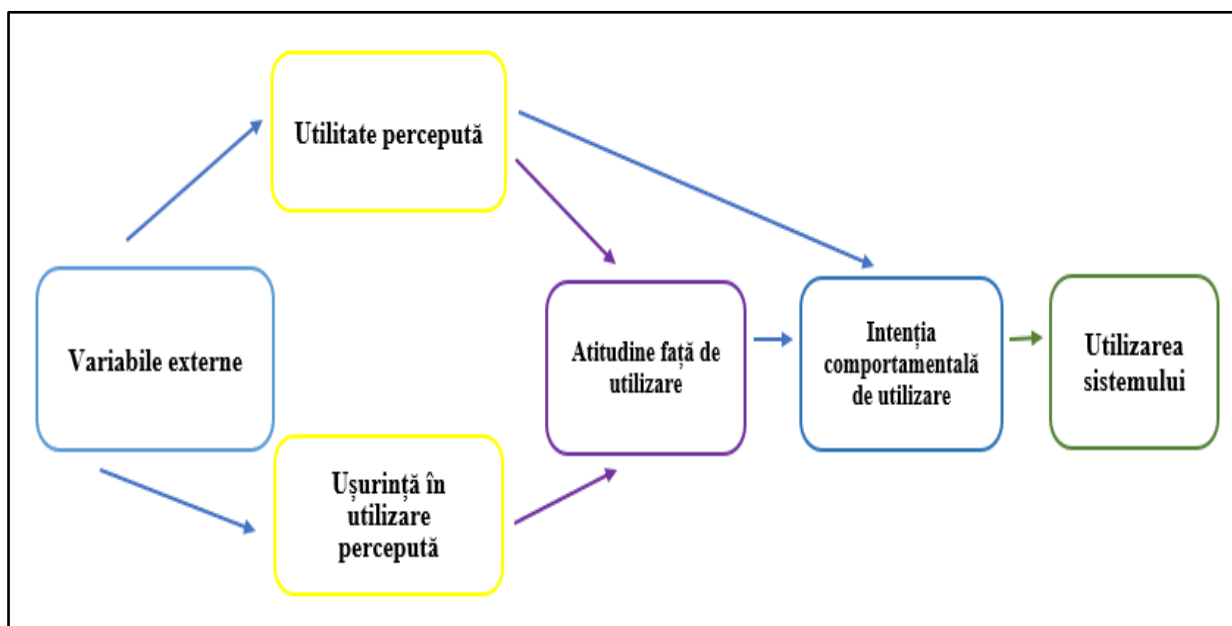 Utilitate percepută
Variabile externe
Ușurință în
utilizare
percepută
Atitudine față de
utilizare
Intenția
comportamentală
de utilizare
Utilizarea
sistemului